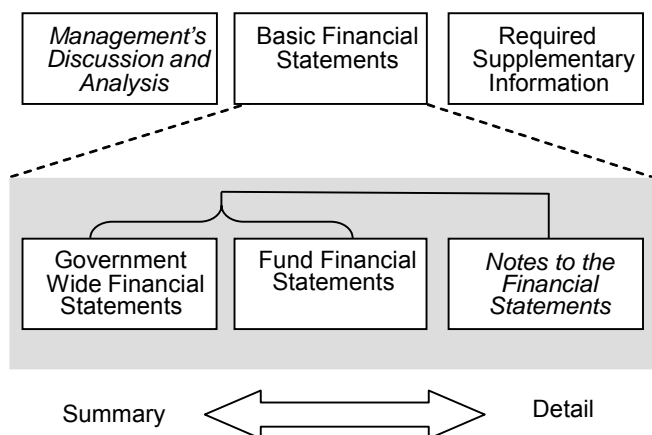 Management's
Discussion and
Analysis
Basic Financial
Statements
Required
Supplementary
Information
Government
Wide Financial
Statements
Fund Financial
Statements
Notes to the
Financial
Statements
Summary
Detail